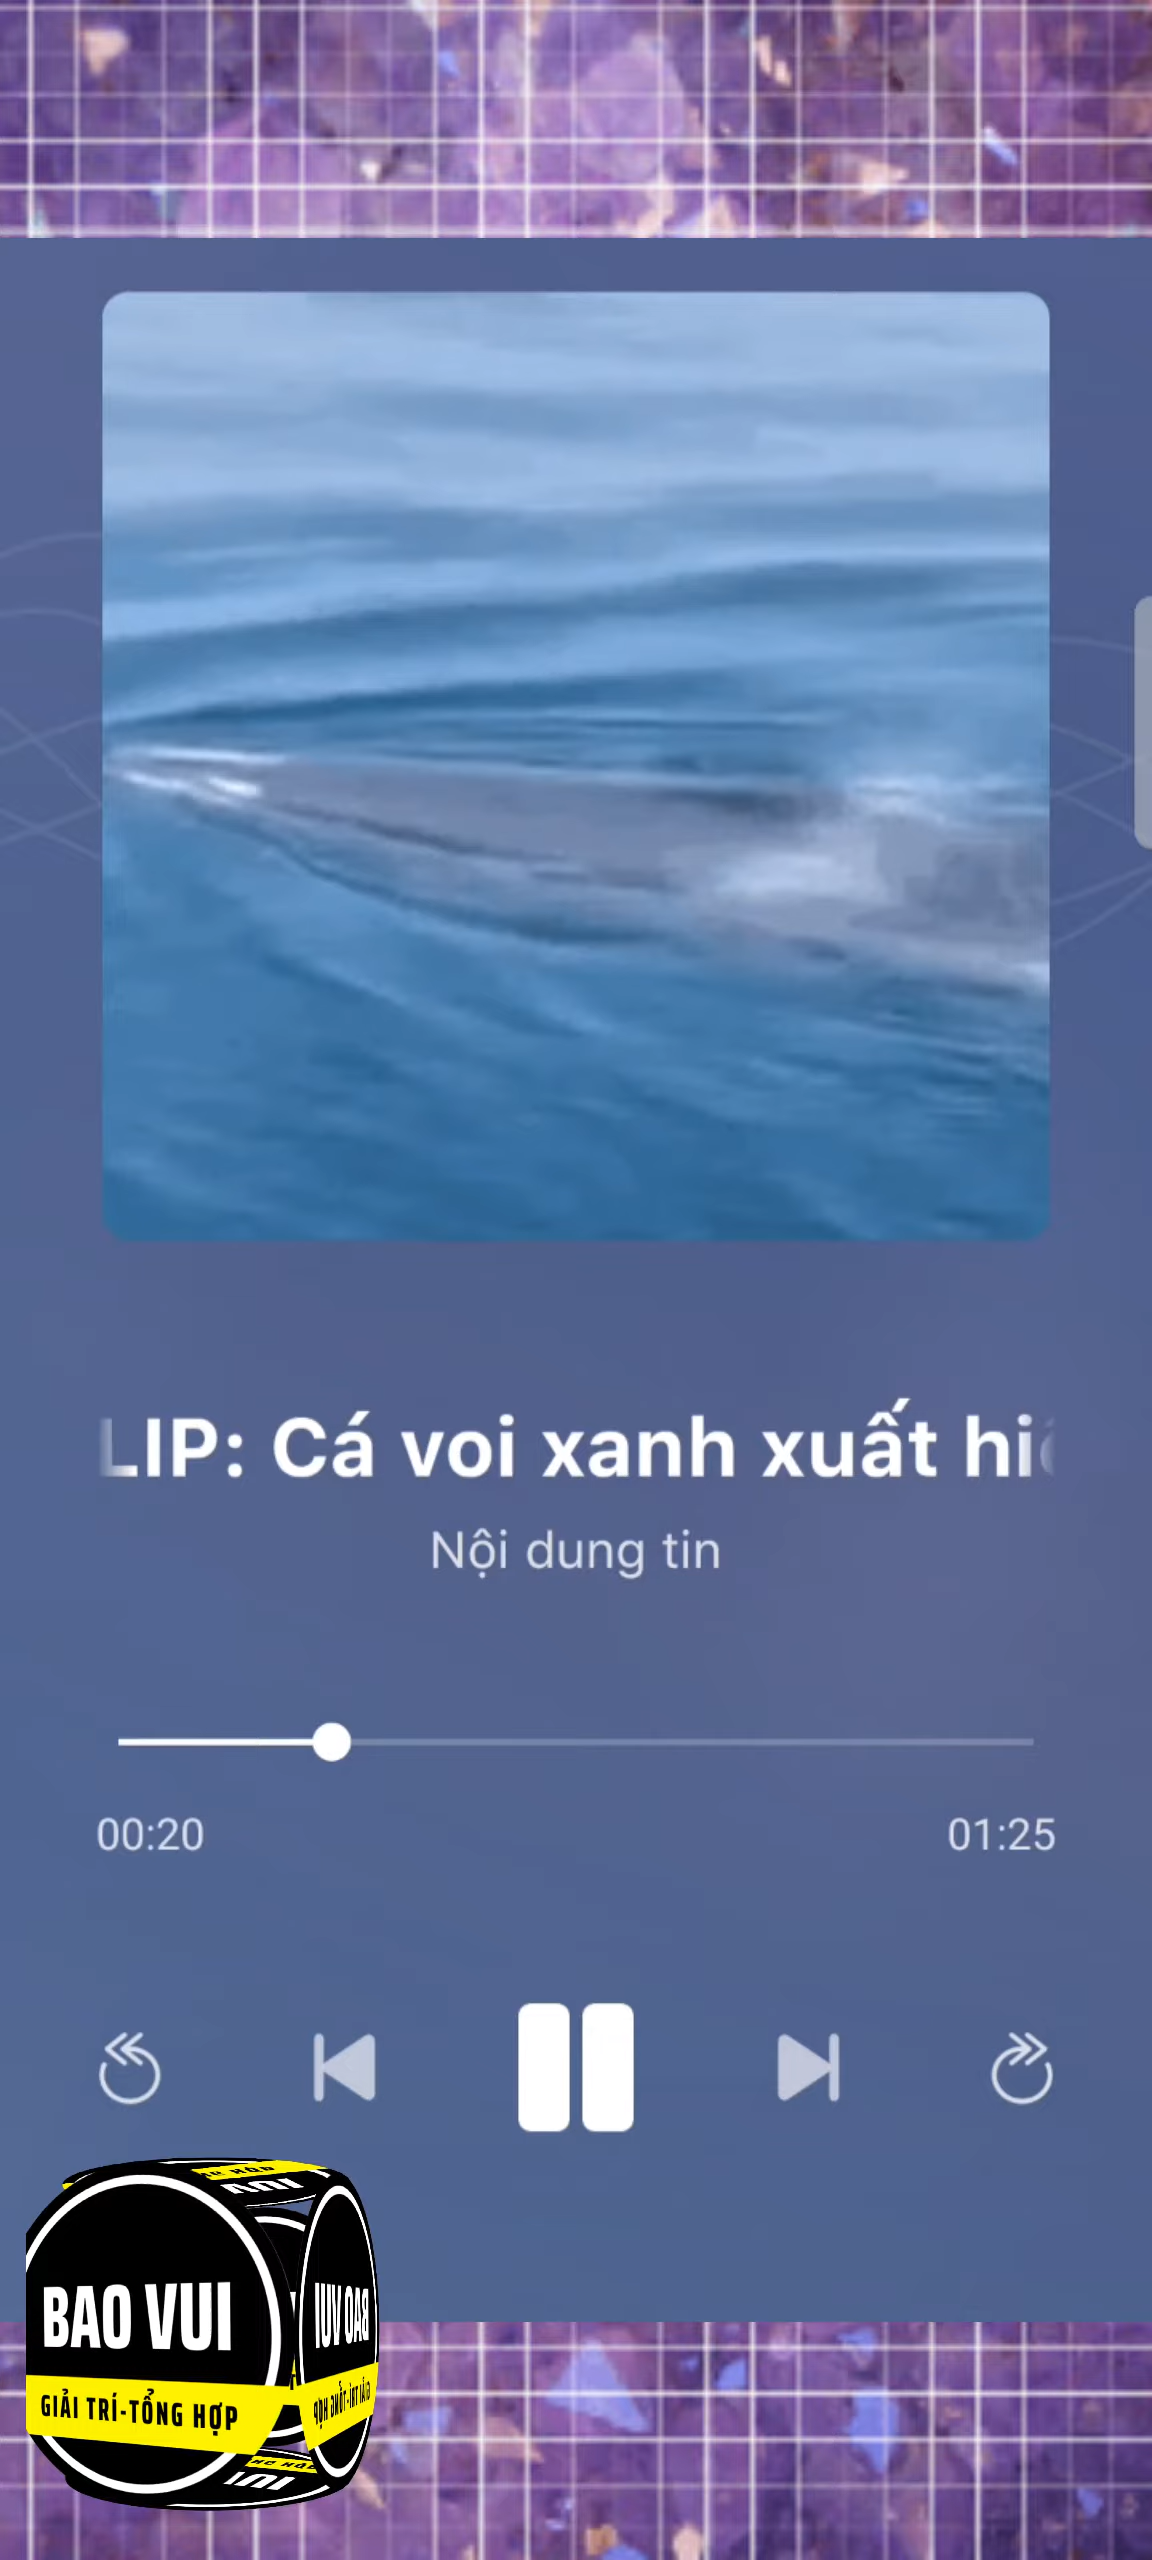 LIP: Cá voi xanh xuất hi
Nội dung tin
00:20
01:25
BAO VUI
GIẢI TRÍ-TỔNG HỢP